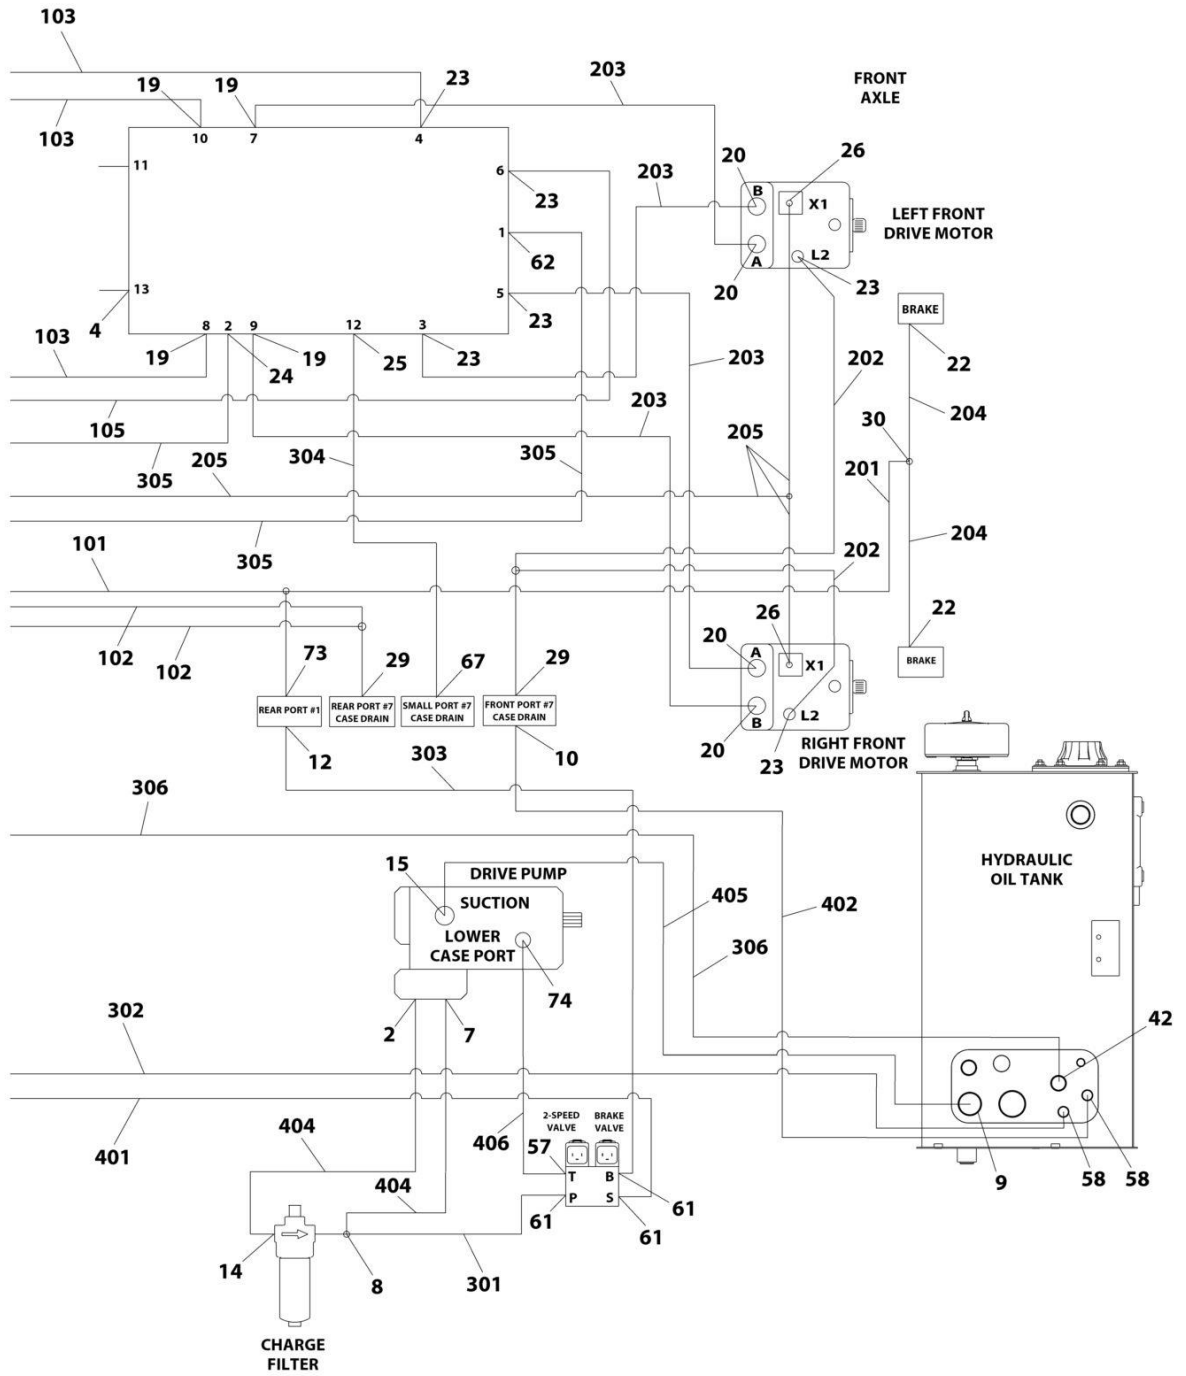 103
19
19
23
203
FRONT
AXLE
103
10
7
4
20
26
11
6
203
B
X1
23
LEFT FRONT
DRIVE MOTOR
1
62
A
L2
20
23
13
5
4
23
BRAKE
103
8
2
9
12
3
19
24
19
25
23
203
202
22
105
203
30
204
305
205
304
305
205
201
305
101
202
204
102
102
73
29
67
29
26
20
22
A
X1
BRAKE
REAR PORT #1
REAR PORT #7
CASE DRAIN
SMALL PORT #7
CASE DRAIN
FRONT PORT #7
CASE DRAIN
B
L2
20
23
RIGHT FRONT
DRIVE MOTOR
12
303
10
306
15
DRIVE PUMP
SUCTION
LOWER
CASE PORT
HYDRAULIC
OIL TANK
405
402
306
74
302
2
7
42
401
404
406
2-SPEED
VALVE
BRAKE
VALVE
57
T
B
P
S
404
61
61
61
9
58
58
14
8
301
CHARGE
FILTER